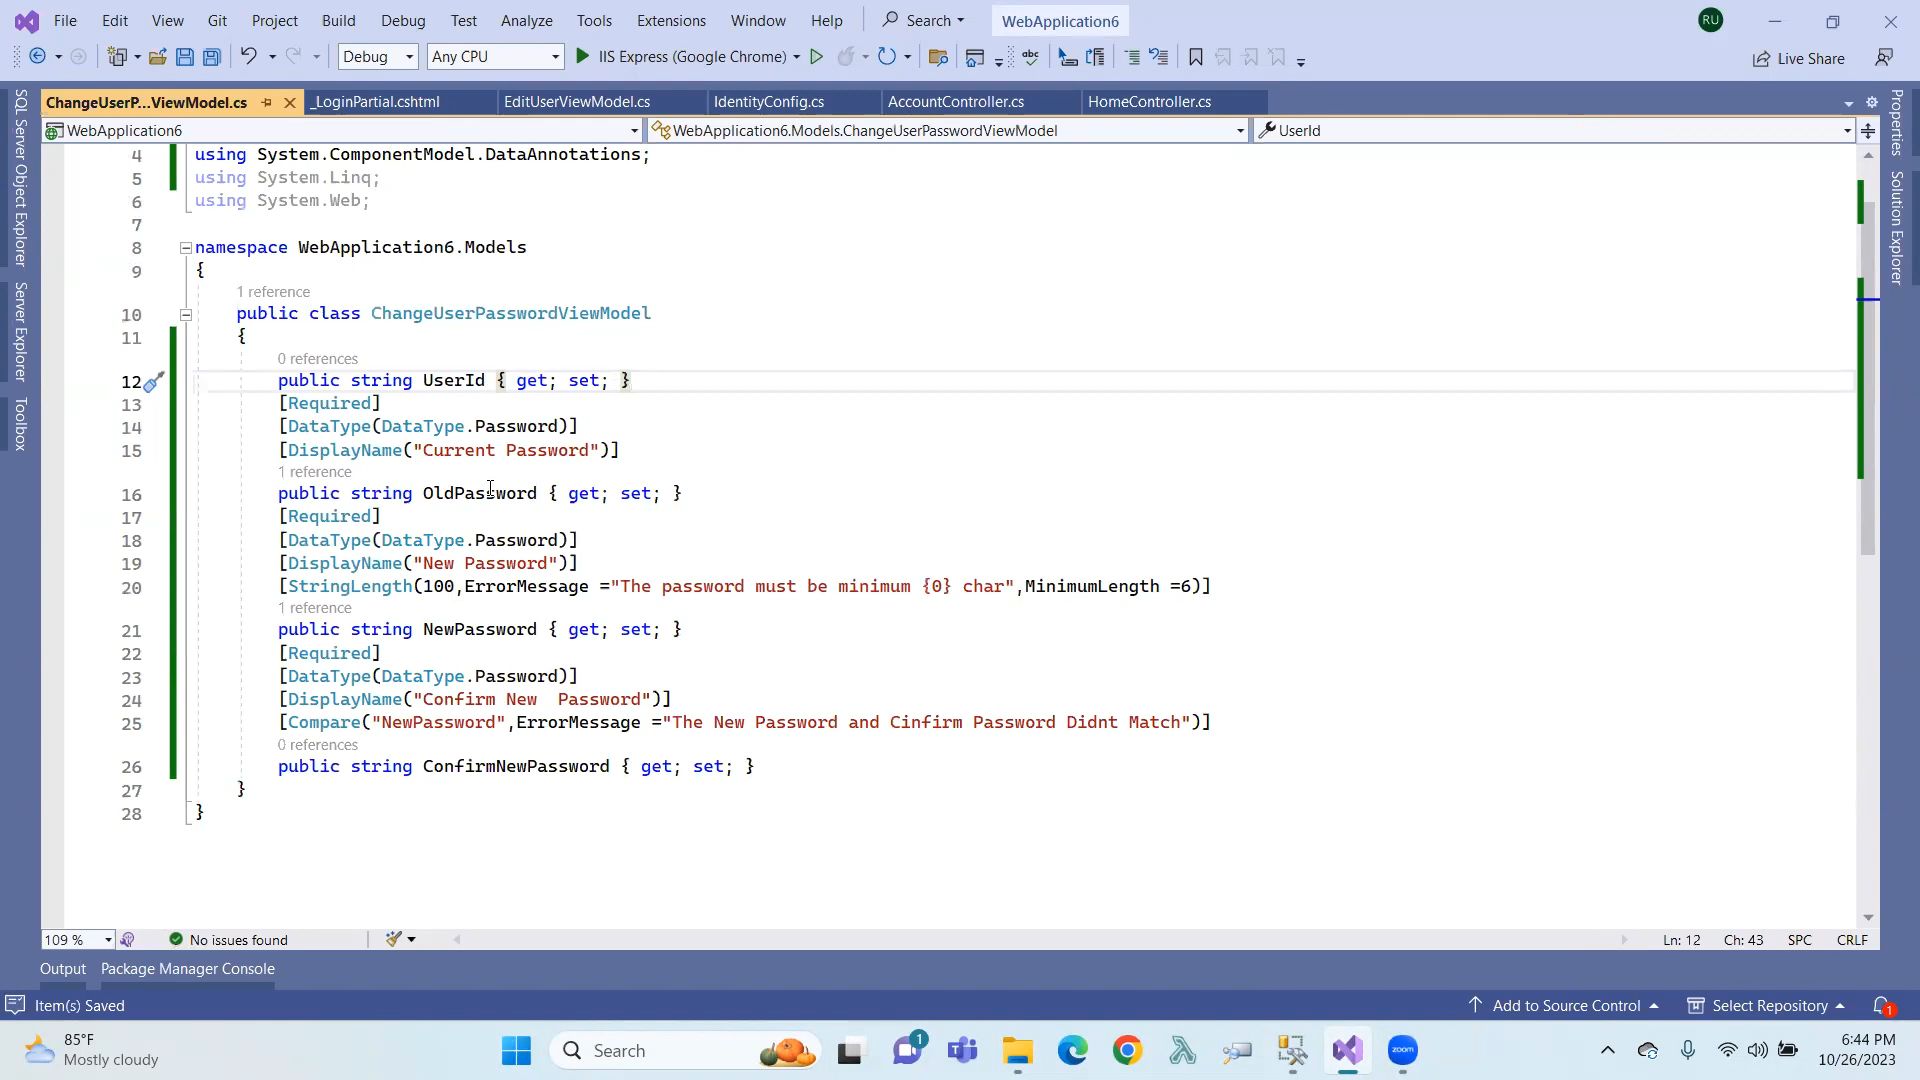 File Edit View Git Project Build Debug Test Analyze Tools Extensions Window Help Search WebApplication6 RU
Debug Any CPU IIS Express (Google Chrome) Live Share
ChangeUserP...ViewModel.cs _LoginPartial.cshtml EditUserViewModel.cs IdentityConfig.cs AccountController.cs HomeController.cs
WebApplication6 WebApplication6.Models.ChangeUserPasswordViewModel UserId
SQL Server Object Explorer
Server Explorer
Toolbox
Properties
Solution Explorer
4 using System.ComponentModel.DataAnnotations;
5 using System.Linq;
6 using System.Web;
7
8 namespace WebApplication6.Models
9 {
1 reference
10 public class ChangeUserPasswordViewModel
11 {
0 references
12 public string UserId { get; set; }
13 [Required]
14 [DataType(DataType.Password)]
15 [DisplayName("Current Password")]
1 reference
16 public string OldPassword { get; set; }
17 [Required]
18 [DataType(DataType.Password)]
19 [DisplayName("New Password")]
20 [StringLength(100,ErrorMessage ="The password must be minimum {0} char",MinimumLength =6)]
1 reference
21 public string NewPassword { get; set; }
22 [Required]
23 [DataType(DataType.Password)]
24 [DisplayName("Confirm New  Password")]
25 [Compare("NewPassword",ErrorMessage ="The New Password and Cinfirm Password Didnt Match")]
0 references
26 public string ConfirmNewPassword { get; set; }
27 }
28 }
109 % No issues found Ln: 12 Ch: 43 SPC CRLF
Output Package Manager Console
Item(s) Saved Add to Source Control Select Repository 1
85°F
Mostly cloudy
Search 1 zoom
6:44 PM
10/26/2023